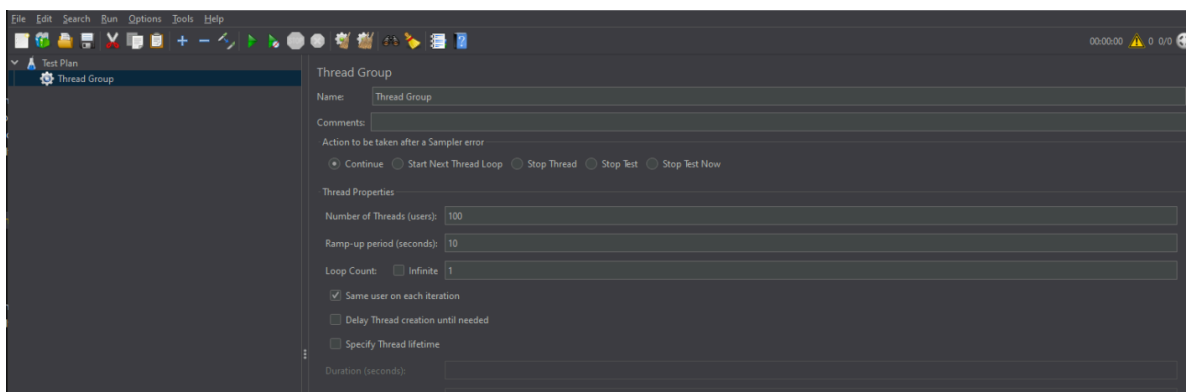 File Edit Search Run Options Tools Help
00:00:00 0 0/0
Test Plan
Thread Group
Thread Group
Name: Thread Group
Comments:
Action to be taken after a Sampler error
Continue Start Next Thread Loop Stop Thread Stop Test Stop Test Now
Thread Properties
Number of Threads (users): 100
Ramp-up period (seconds): 10
Loop Count: Infinite 1
Same user on each iteration
Delay Thread creation until needed
Specify Thread lifetime
Duration (seconds):